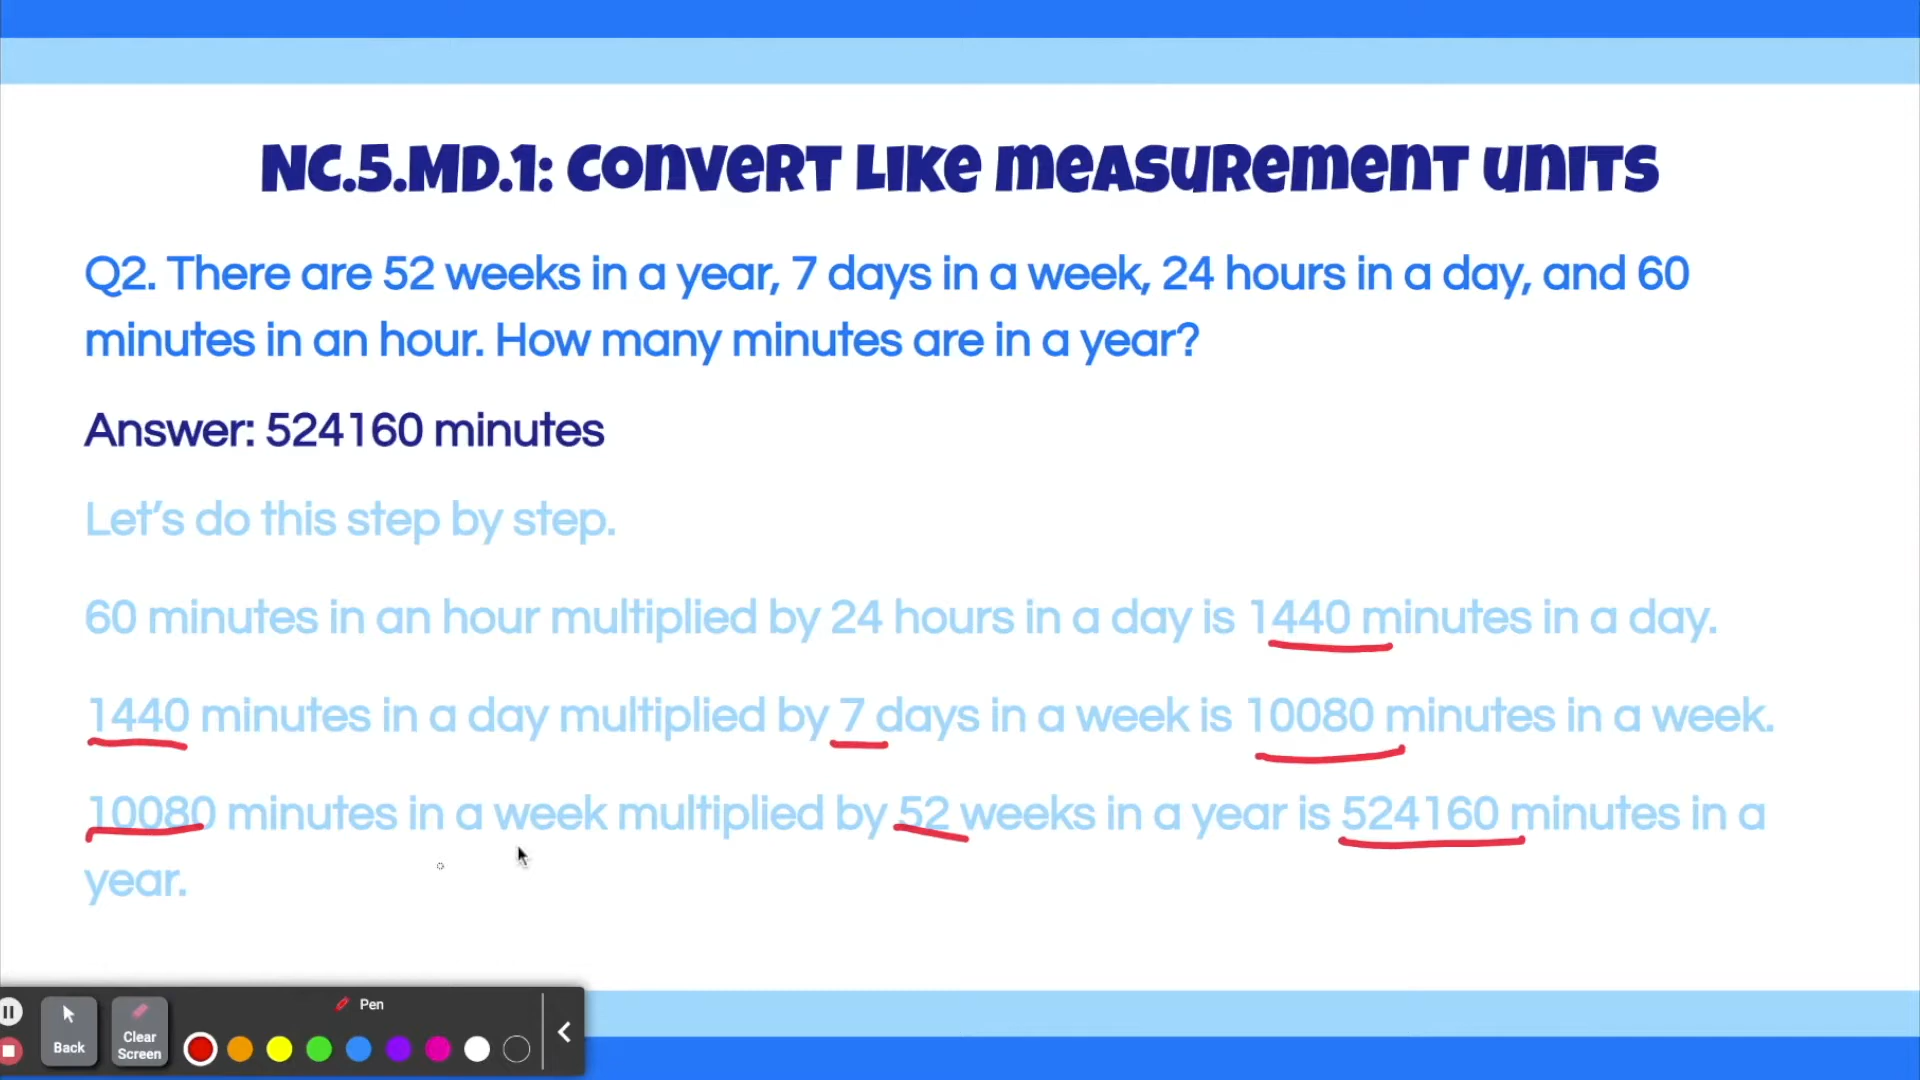 NC.5.MD.1: Convert like measurement units
Q2. There are 52 weeks in a year, 7 days in a week, 24 hours in a day, and 60
minutes in an hour. How many minutes are in a year?
Answer: 524160 minutes
Let's do this step by step.
60 minutes in an hour multiplied by 24 hours in a day is 1440 minutes in a day.
1440 minutes in a day multiplied by 7 days in a week is 10080 minutes in a week.
10080 minutes in a week multiplied by 52 weeks in a year is 524160 minutes in a
year.
Pen
Back
Clear
Screen